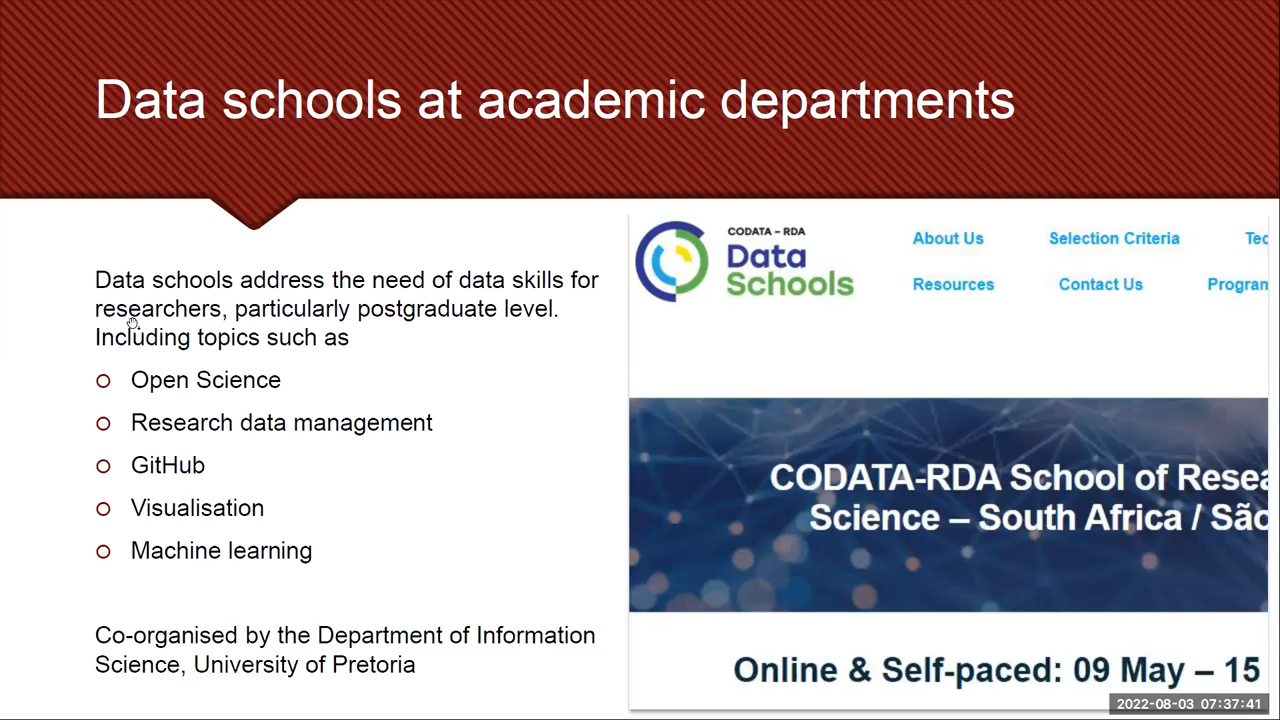 Data schools at academic departments
Data schools address the need of data skills for
researchers, particularly postgraduate level.
Including topics such as
Open Science
Research data management
GitHub
Visualisation
Machine learning
Co-organised by the Department of Information
Science, University of Pretoria
CODATA – RDA
Data
Schools
About Us Selection Criteria Tec
Resources Contact Us Program
CODATA-RDA School of Resea
Science – South Africa / São
Online & Self-paced: 09 May – 15
2022-08-03 07:37:41